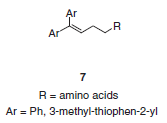 Ar
Ar
R
7
R = amino acids
Ar = Ph, 3-methyl-thiophen-2-yl